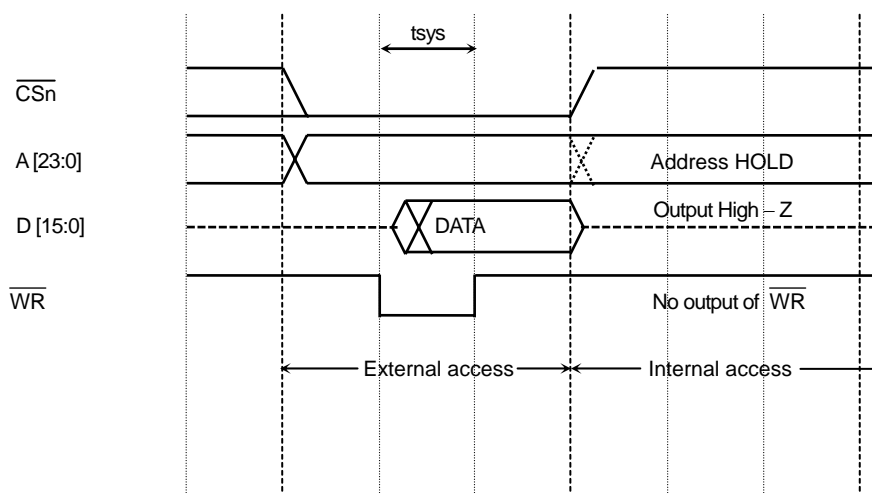 tsys
CSn
A [23:0]
Address HOLD
D [15:0]
DATA
Output High – Z
WR
No output of WR
External access
Internal access